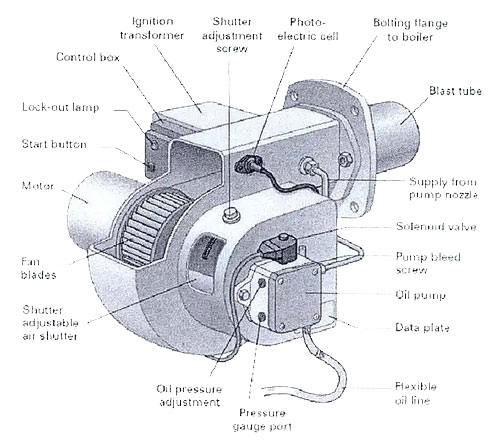 Ignition
transformer
Shutter
adjustment
screw
Photo-
electric cell
Bolting flange
to boiler
Control box
Blast tube
Lock-out lamp
Start button
Motor
Supply from
pump nozzle
Solenoid valve
Fan
blades
Pump bleed
screw
Oil pump
Shutter
adjustable
air shutter
Data plate
Oil pressure
adjustment
Pressure
gauge port
Flexible
oil line